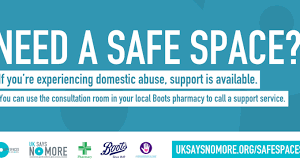 NEED A SAFE SPACE?
If you're experiencing domestic abuse, support is available.
You can use the consultation room in your local Boots pharmacy to call a support service.
UK SAYS
NO MORE
Boots
UKSAYSNOMORE.ORG/SAFESPACES